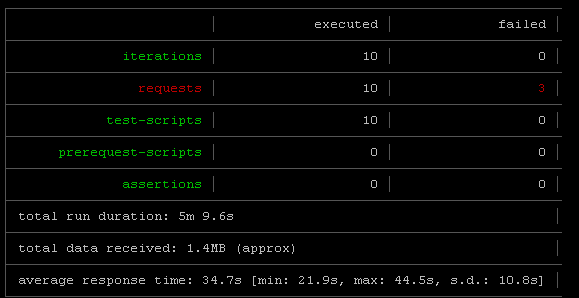 executed failed
iterations 10 0
requests 10 3
test-scripts 10 0
prerequest-scripts 0 0
assertions 0 0
total run duration: 5m 9.6s
total data received: 1.4MB (approx)
average response time: 34.7s [min: 21.9s, max: 44.5s, s.d.: 10.8s]